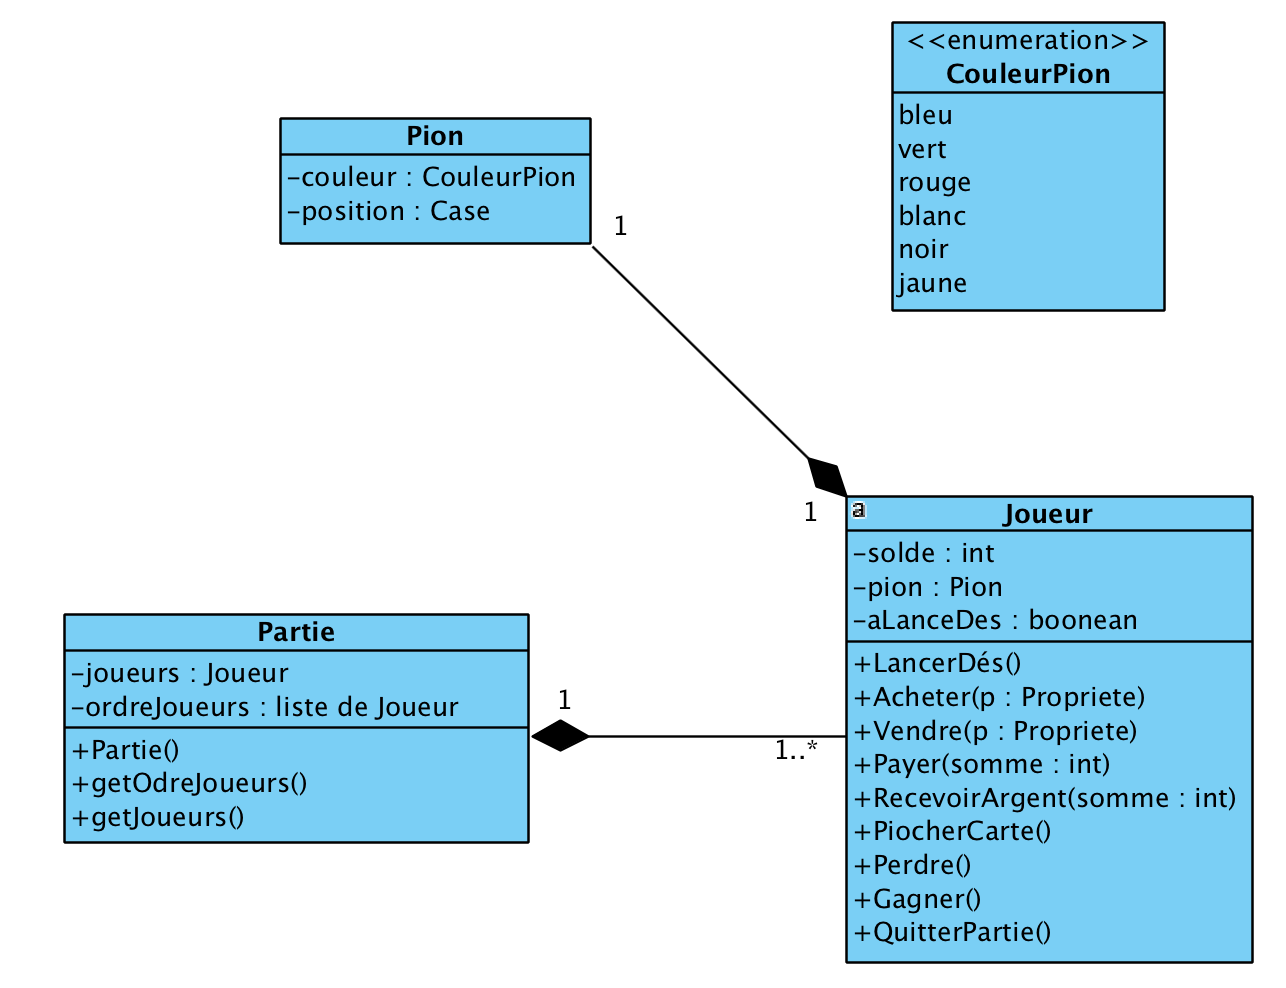 <<enumeration>>
CouleurPion
bleu
vert
rouge
blanc
noir
jaune
Pion
-couleur : CouleurPion
-position : Case
1
1
Joueur
-solde : int
-pion : Pion
-aLanceDes : boonean
+LancerDés()
+Acheter(p : Propriete)
+Vendre(p : Propriete)
+Payer(somme : int)
+RecevoirArgent(somme : int)
+PiocherCarte()
+Perdre()
+Gagner()
+QuitterPartie()
Partie
-joueurs : Joueur
-ordreJoueurs : liste de Joueur
+Partie()
+getOdreJoueurs()
+getJoueurs()
1
1..*